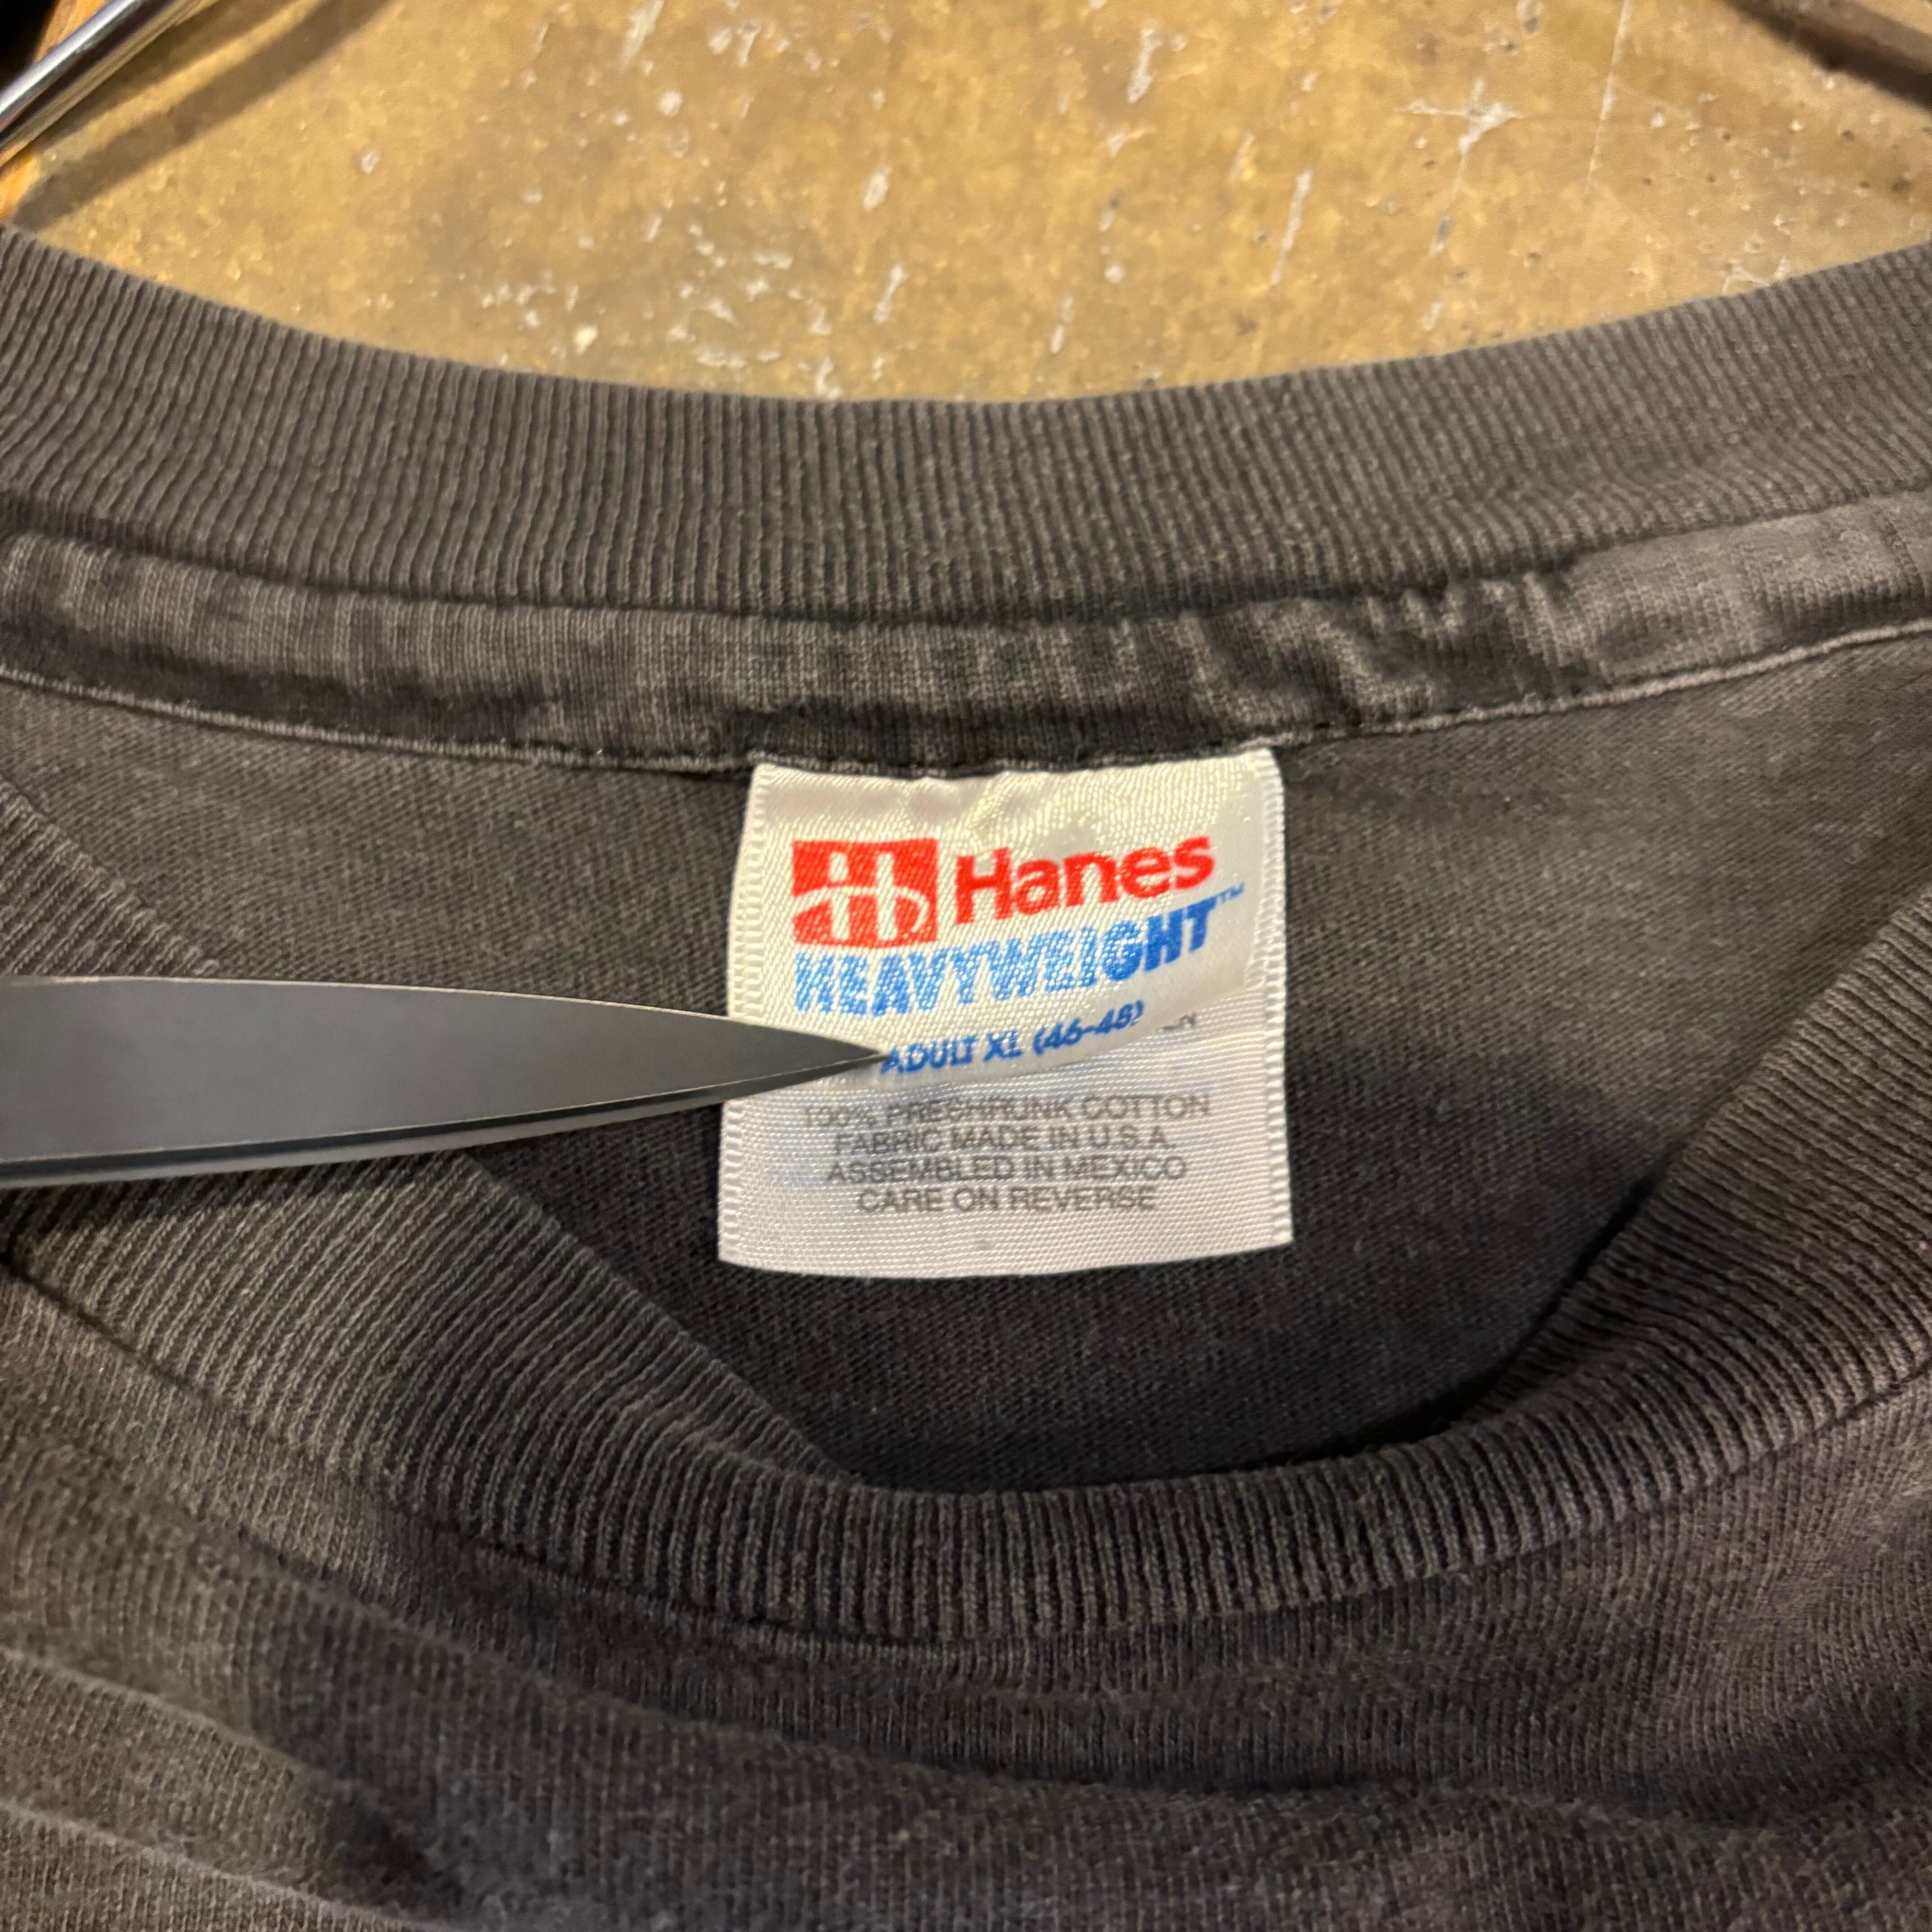 Hanes
HEAVYWEIGHT™
ADULT XL (46-48)
100% PRESHRUNK COTTON
FABRIC MADE IN U.S.A.
ASSEMBLED IN MEXICO
CARE ON REVERSE